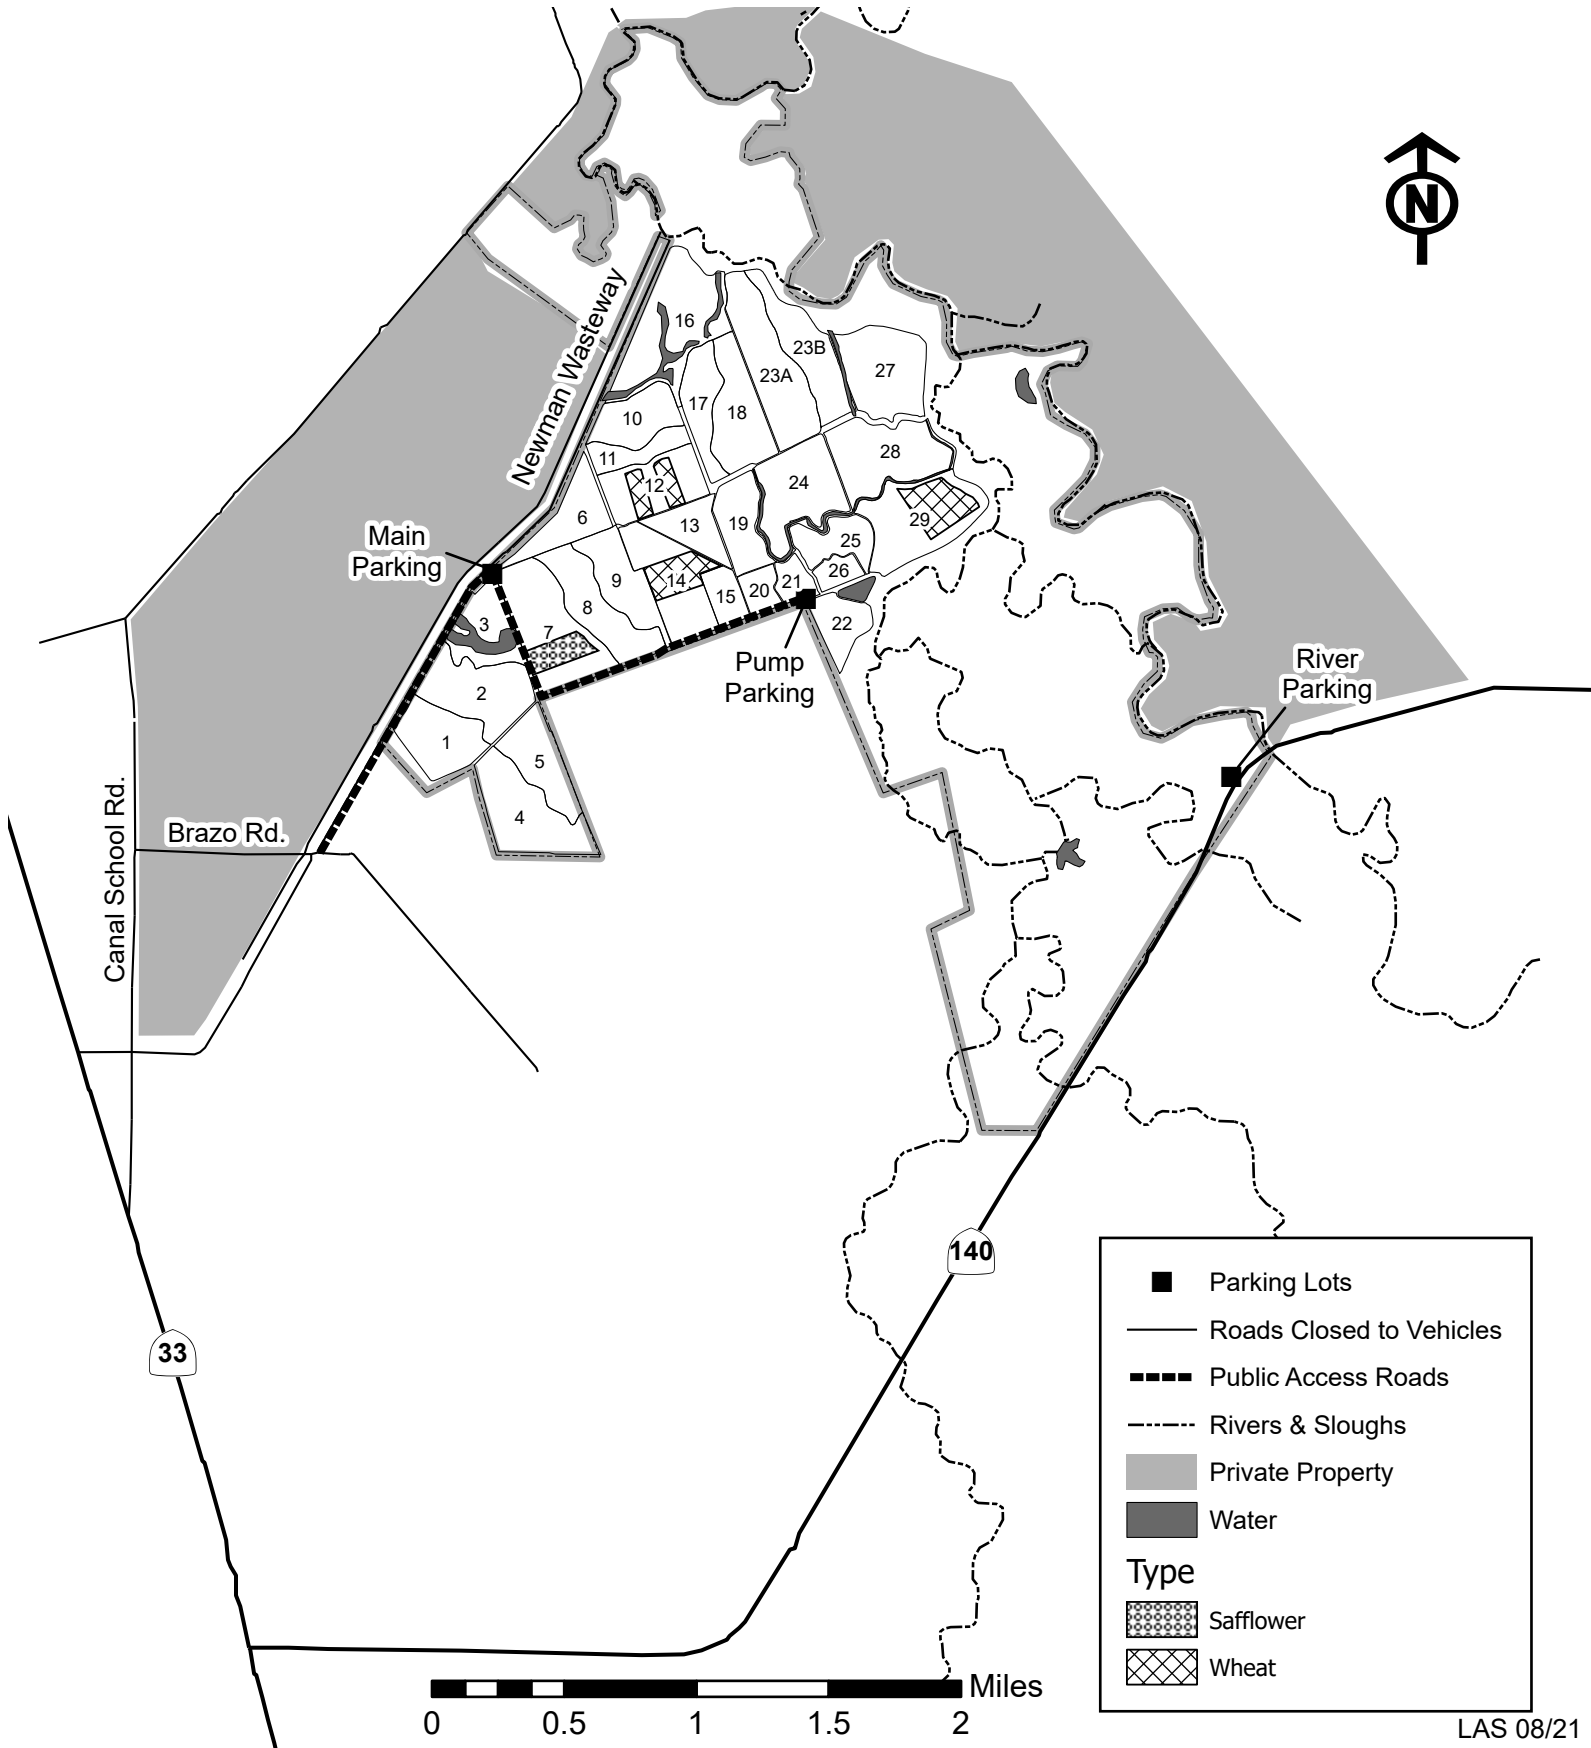 N
Newman Wasteway
16
23B
27
23A
17
18
10
11
28
12
24
6
13
19
29
Main
Parking
25
9
14
26
21
20
15
8
3
7
22
Pump
Parking
2
River
Parking
1
5
4
Brazo Rd.
Canal School Rd.
140
33
Parking Lots
Roads Closed to Vehicles
Public Access Roads
Rivers & Sloughs
Private Property
Water
Type
Safflower
Wheat
Miles
0 0.5 1 1.5 2
LAS 08/21